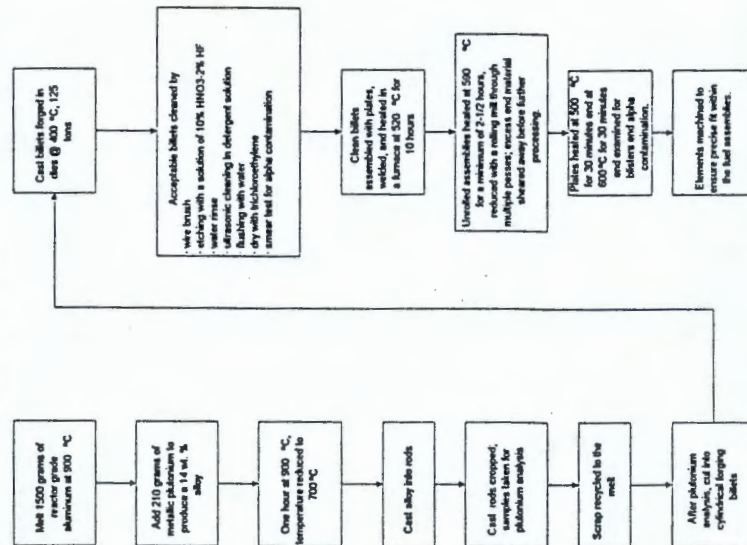 Melt 1500 grams of
reactor grade
aluminum at 900 °C
Add 210 grams of
metallic plutonium to
produce a 14 wt. %
alloy
One hour at 900 °C,
temperature reduced to
700°C
Cast alloy into rods
Cast rods cropped,
samples taken for
plutonium analysis
Scrap recycled to the
melt
After plutonium
analysis, cut into
cylindrical forging
billets
Cast billets forged in
dies @ 400 °C, 125
tons
Acceptable billets cleaned by
· wire brush
· etching with a solution of 10% HNO3-2% HF
· water rinse
· ultrasonic cleaning in detergent solution
· flushing with water
· dry with trichloroethylene
· smear test for alpha contamination
Clean billets
assembled with plates,
welded, and heated in
a furnace at 520 °C for
10 hours
Unrolled assemblies heated at 590 °C
for a minimum of 2-1/2 hours,
reduced with a rolling mill through
multiple passes; excess end material
sheared away before further
processing.
Plates heated at 500 °C
for 30 minutes end at
600°C for 30 minutes
and examined for
blisters end alpha
contamination.
Elements machined to
ensure precise fit within
the fuel assemblies.